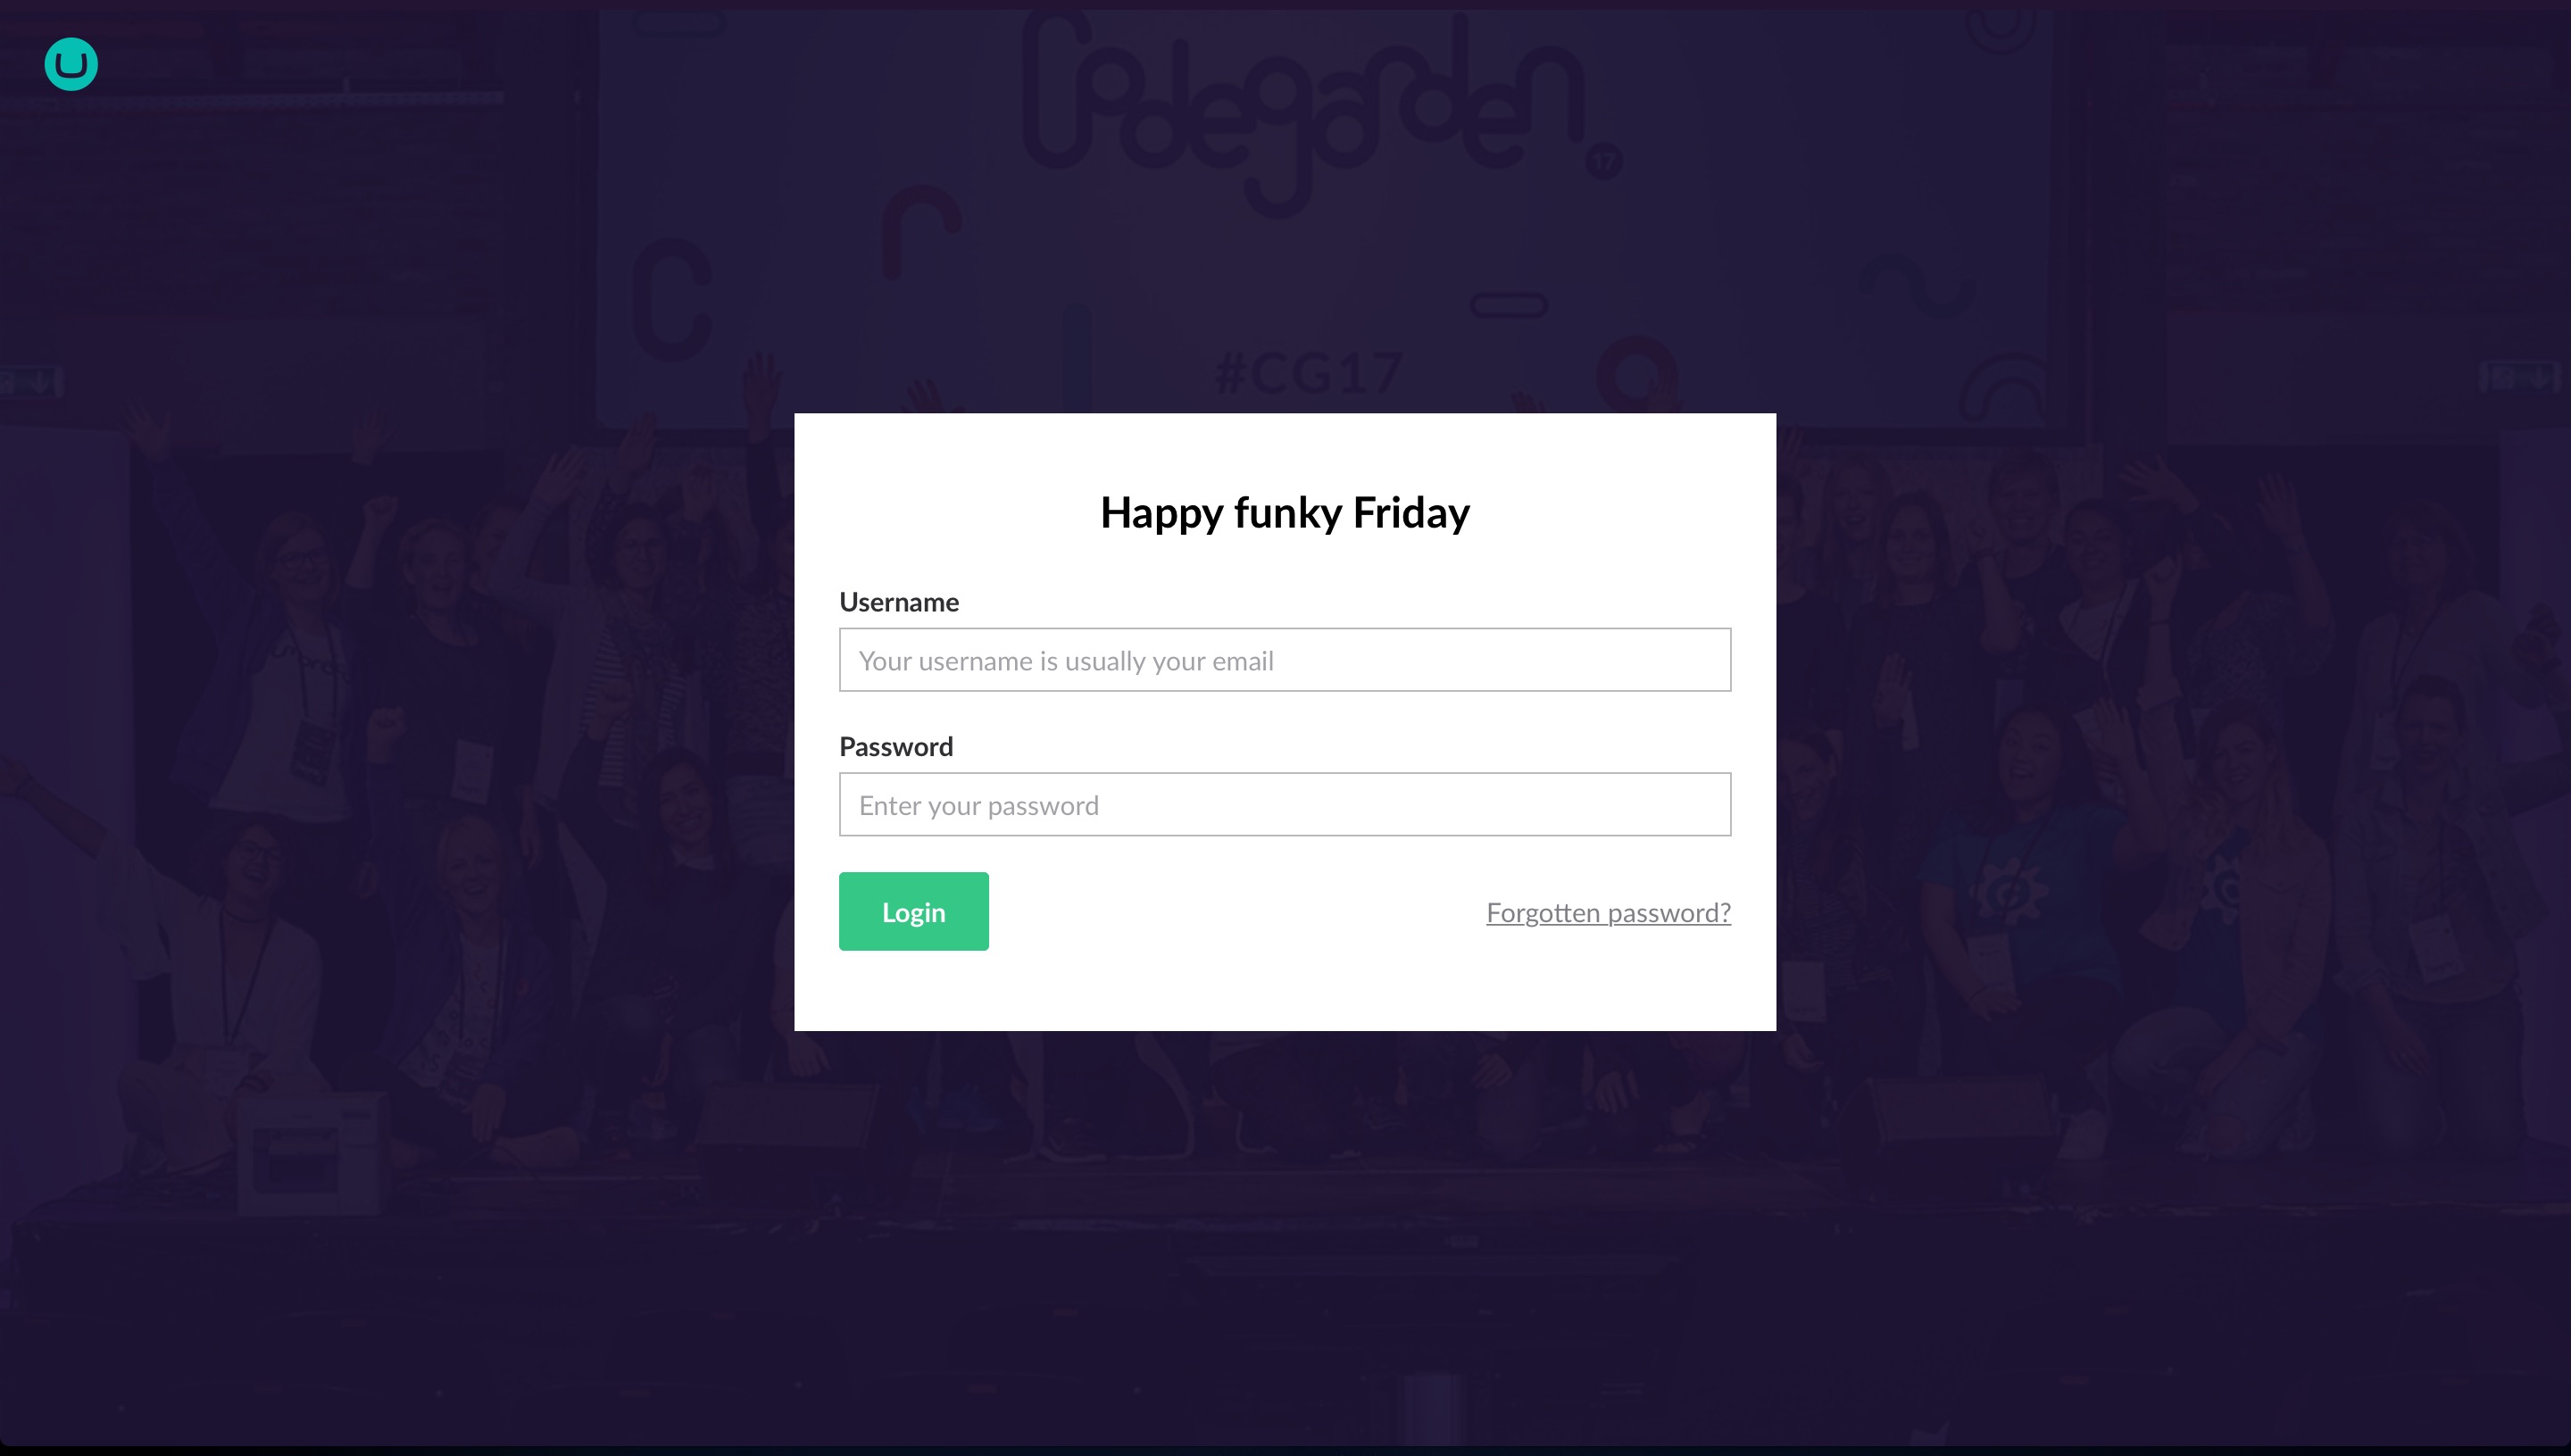 Codegarden
17
#CG17
Happy funky Friday
Username
Your username is usually your email
Password
Enter your password
Login
Forgotten password?